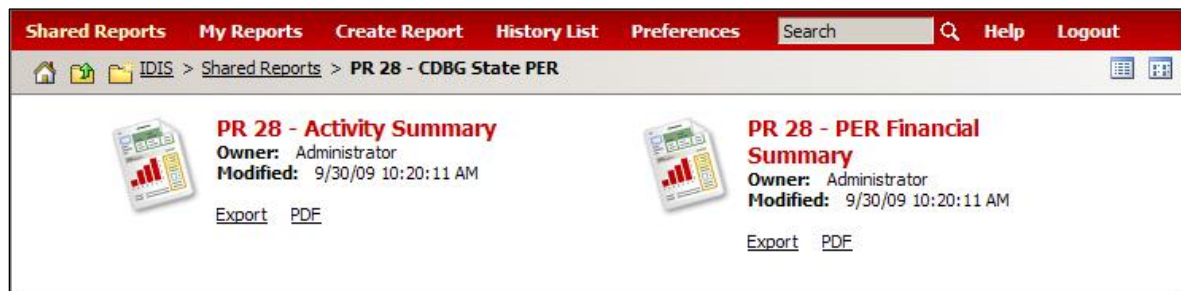 Shared Reports My Reports Create Report History List Preferences Search Help Logout
IDIS > Shared Reports > PR 28 - CDBG State PER
PR 28 - Activity Summary
Owner: Administrator
Modified: 9/30/09 10:20:11 AM
Export PDF
PR 28 - PER Financial
Summary
Owner: Administrator
Modified: 9/30/09 10:20:11 AM
Export PDF